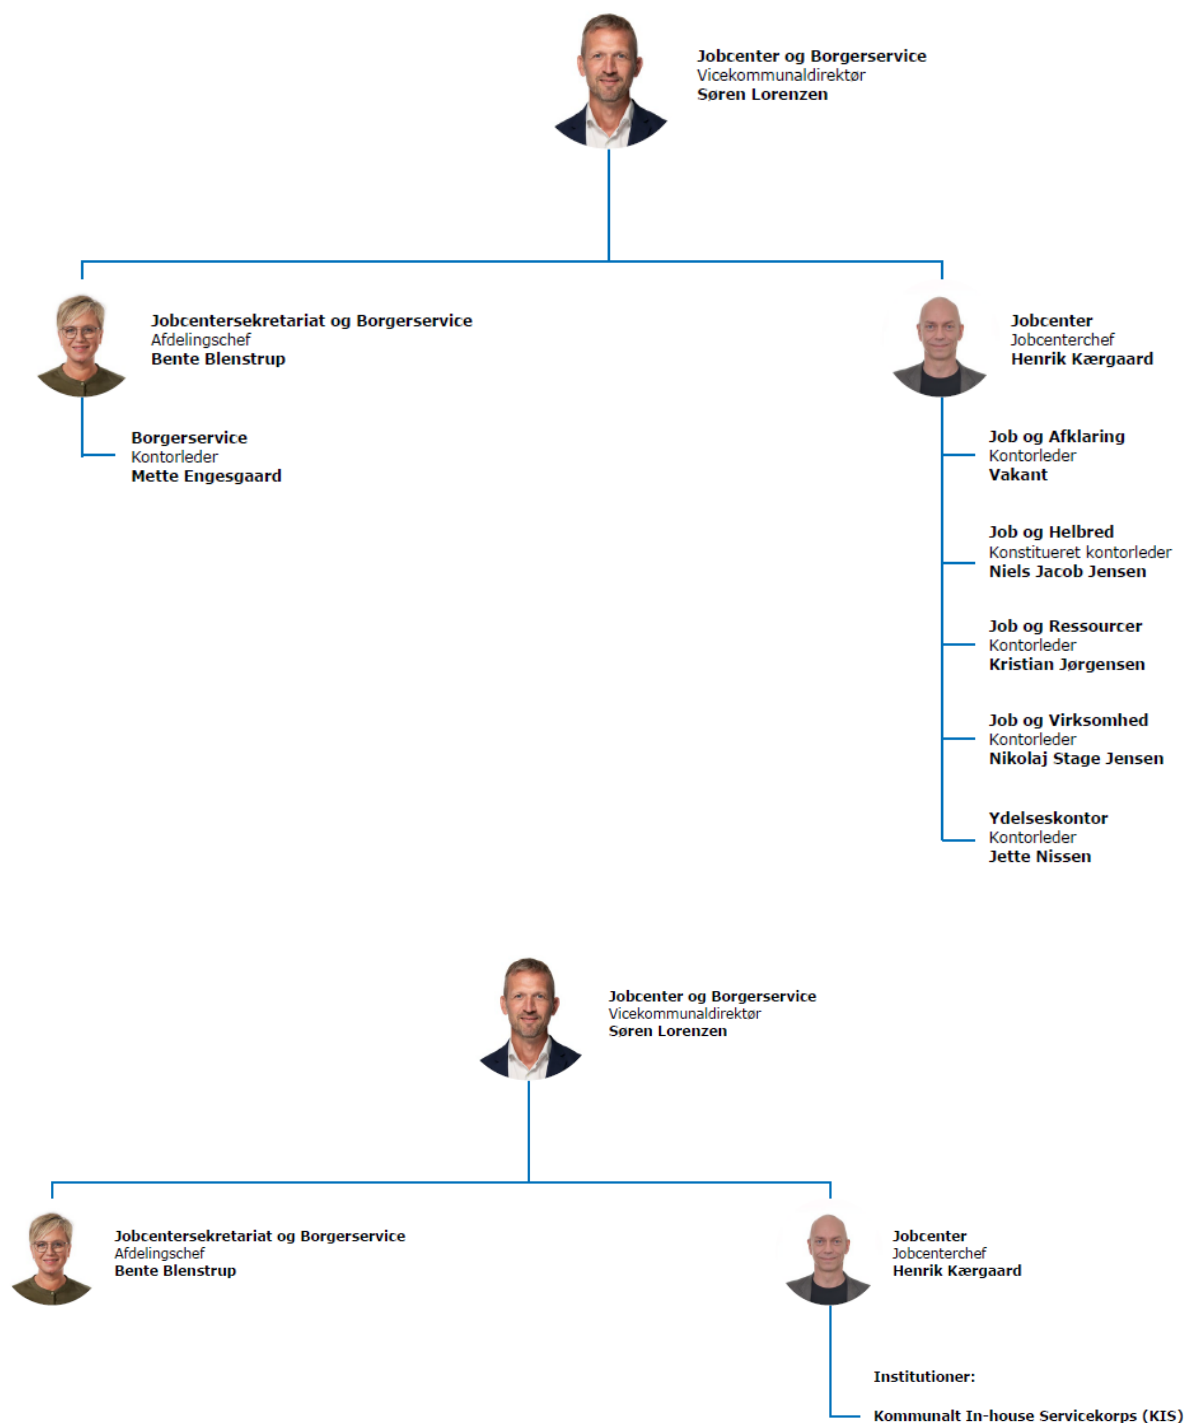 Jobcenter og Borgerservice
Vicekommunaldirektør
Søren Lorenzen
Jobcentersekretariat og Borgerservice
Afdelingschef
Bente Blenstrup
Borgerservice
Kontorleder
Mette Engesgaard
Jobcenter
Jobcenterchef
Henrik Kærgaard
Job og Afklaring
Kontorleder
Vakant
Job og Helbred
Konstitueret kontorleder
Niels Jacob Jensen
Job og Ressourcer
Kontorleder
Kristian Jørgensen
Job og Virksomhed
Kontorleder
Nikolaj Stage Jensen
Ydelseskontor
Kontorleder
Jette Nissen
Jobcenter og Borgerservice
Vicekommunaldirektør
Søren Lorenzen
Jobcentersekretariat og Borgerservice
Afdelingschef
Bente Blenstrup
Jobcenter
Jobcenterchef
Henrik Kærgaard
Institutioner:
Kommunalt In-house Servicekorps (KIS)